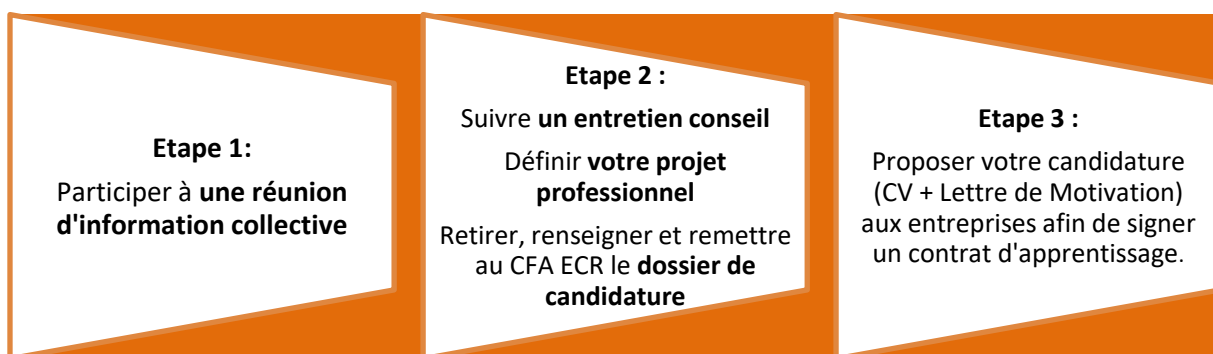 Etape 1:
Participer à une réunion
d'information collective
Etape 2 :
Suivre un entretien conseil
Définir votre projet
professionnel
Retirer, renseigner et remettre
au CFA ECR le dossier de
candidature
Etape 3 :
Proposer votre candidature
(CV + Lettre de Motivation)
aux entreprises afin de signer
un contrat d'apprentissage.